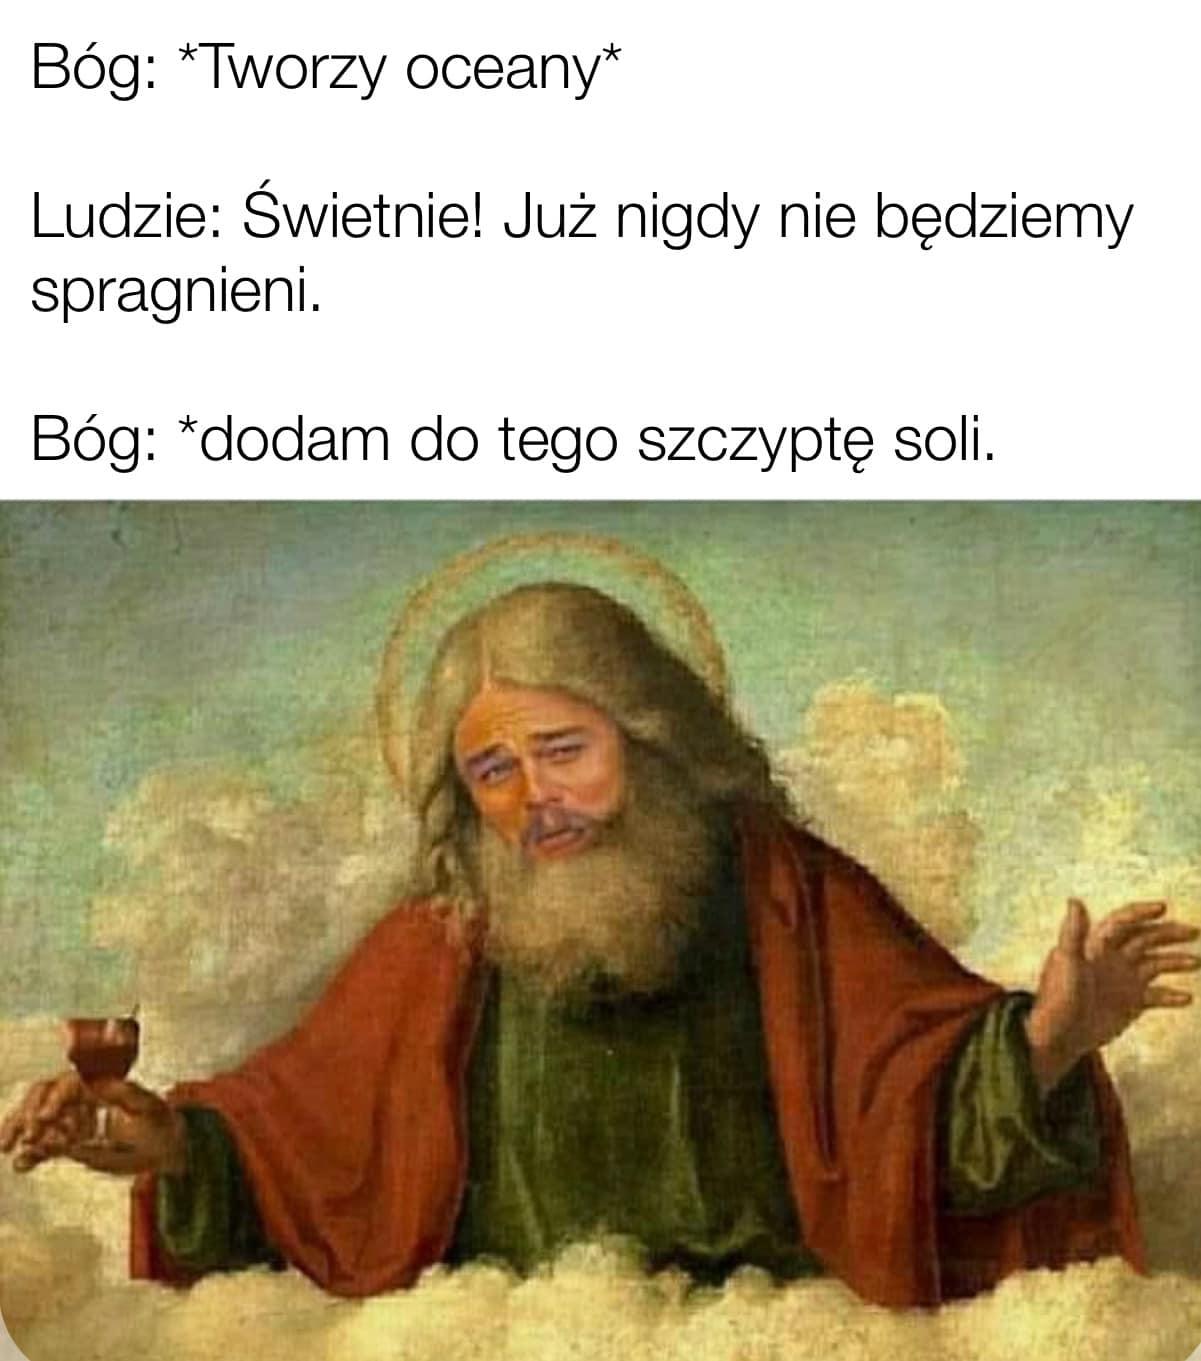 Bóg: *Tworzy oceany*
Ludzie: Świetnie! Już nigdy nie będziemy
spragnieni.
Bóg: *dodam do tego szczyptę soli.